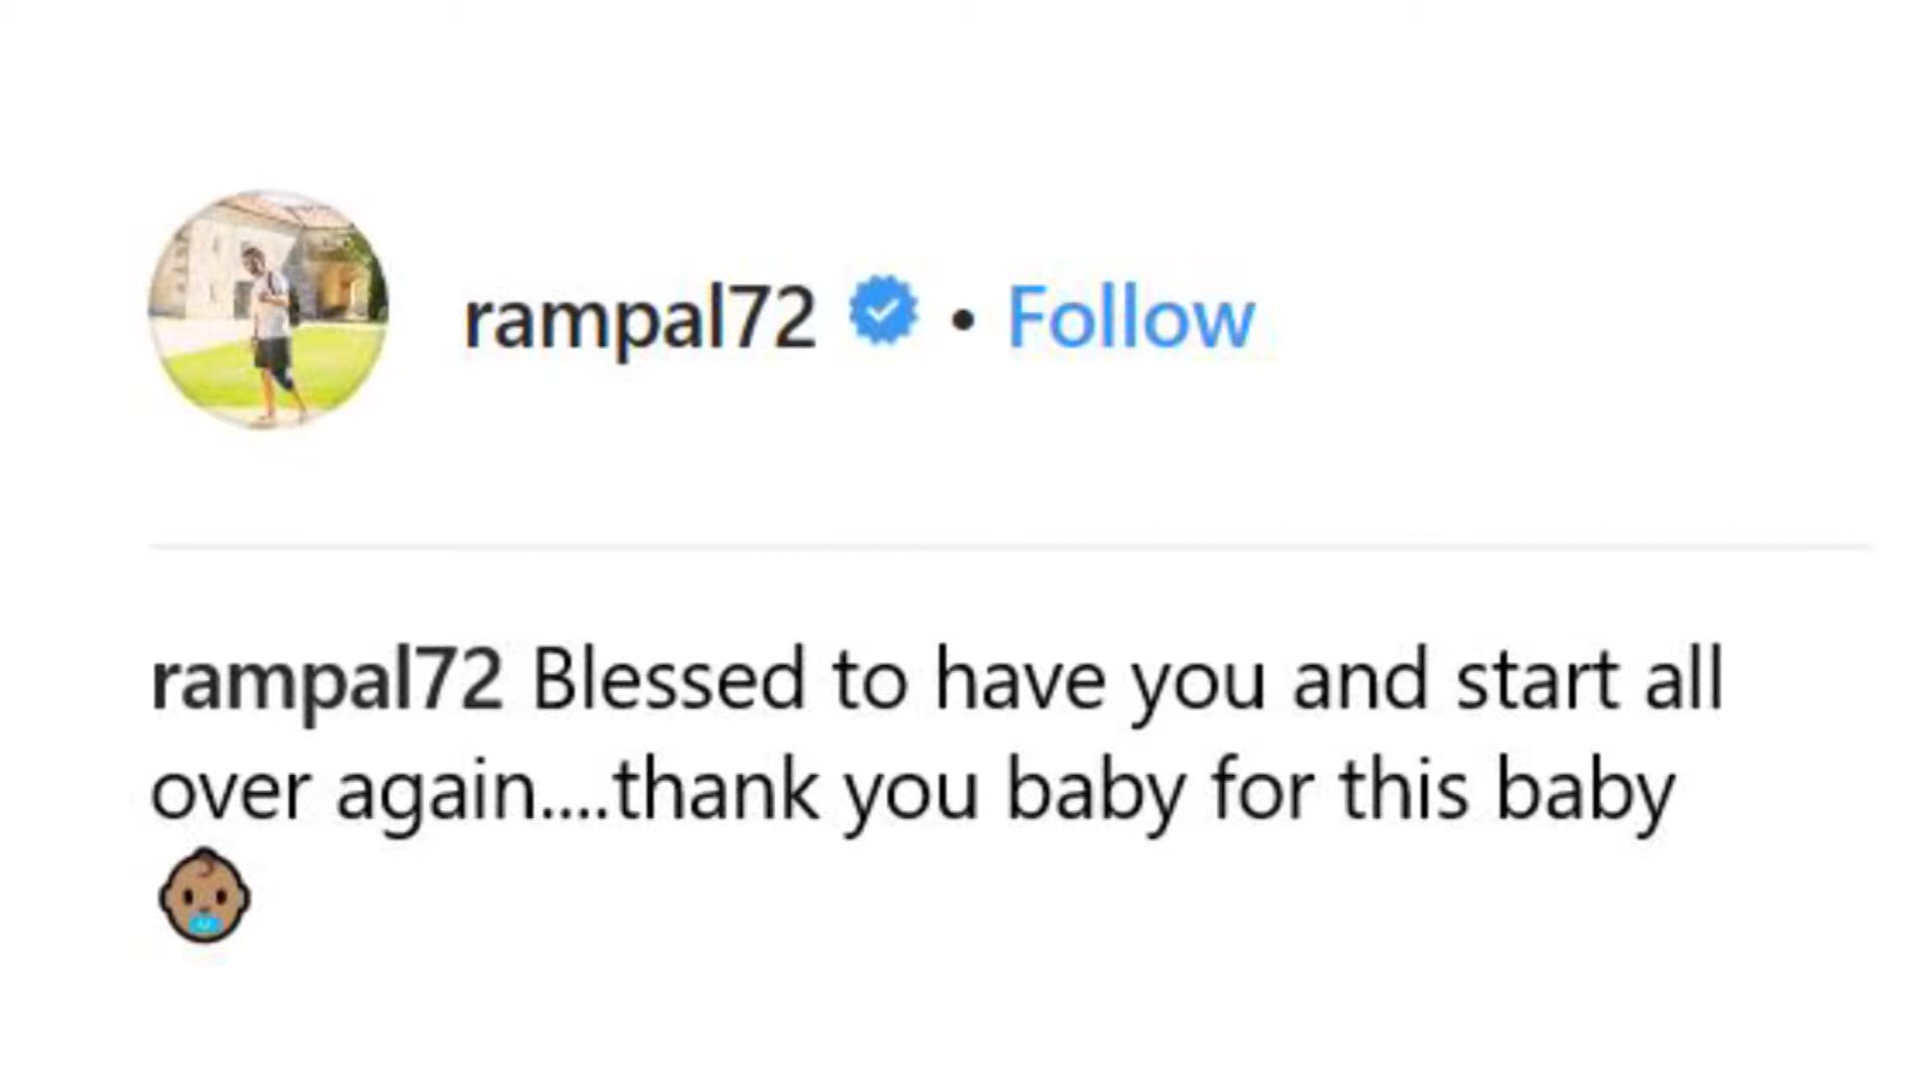 rampal72 • Follow
rampal72 Blessed to have you and start all
over again....thank you baby for this baby
👶🏽